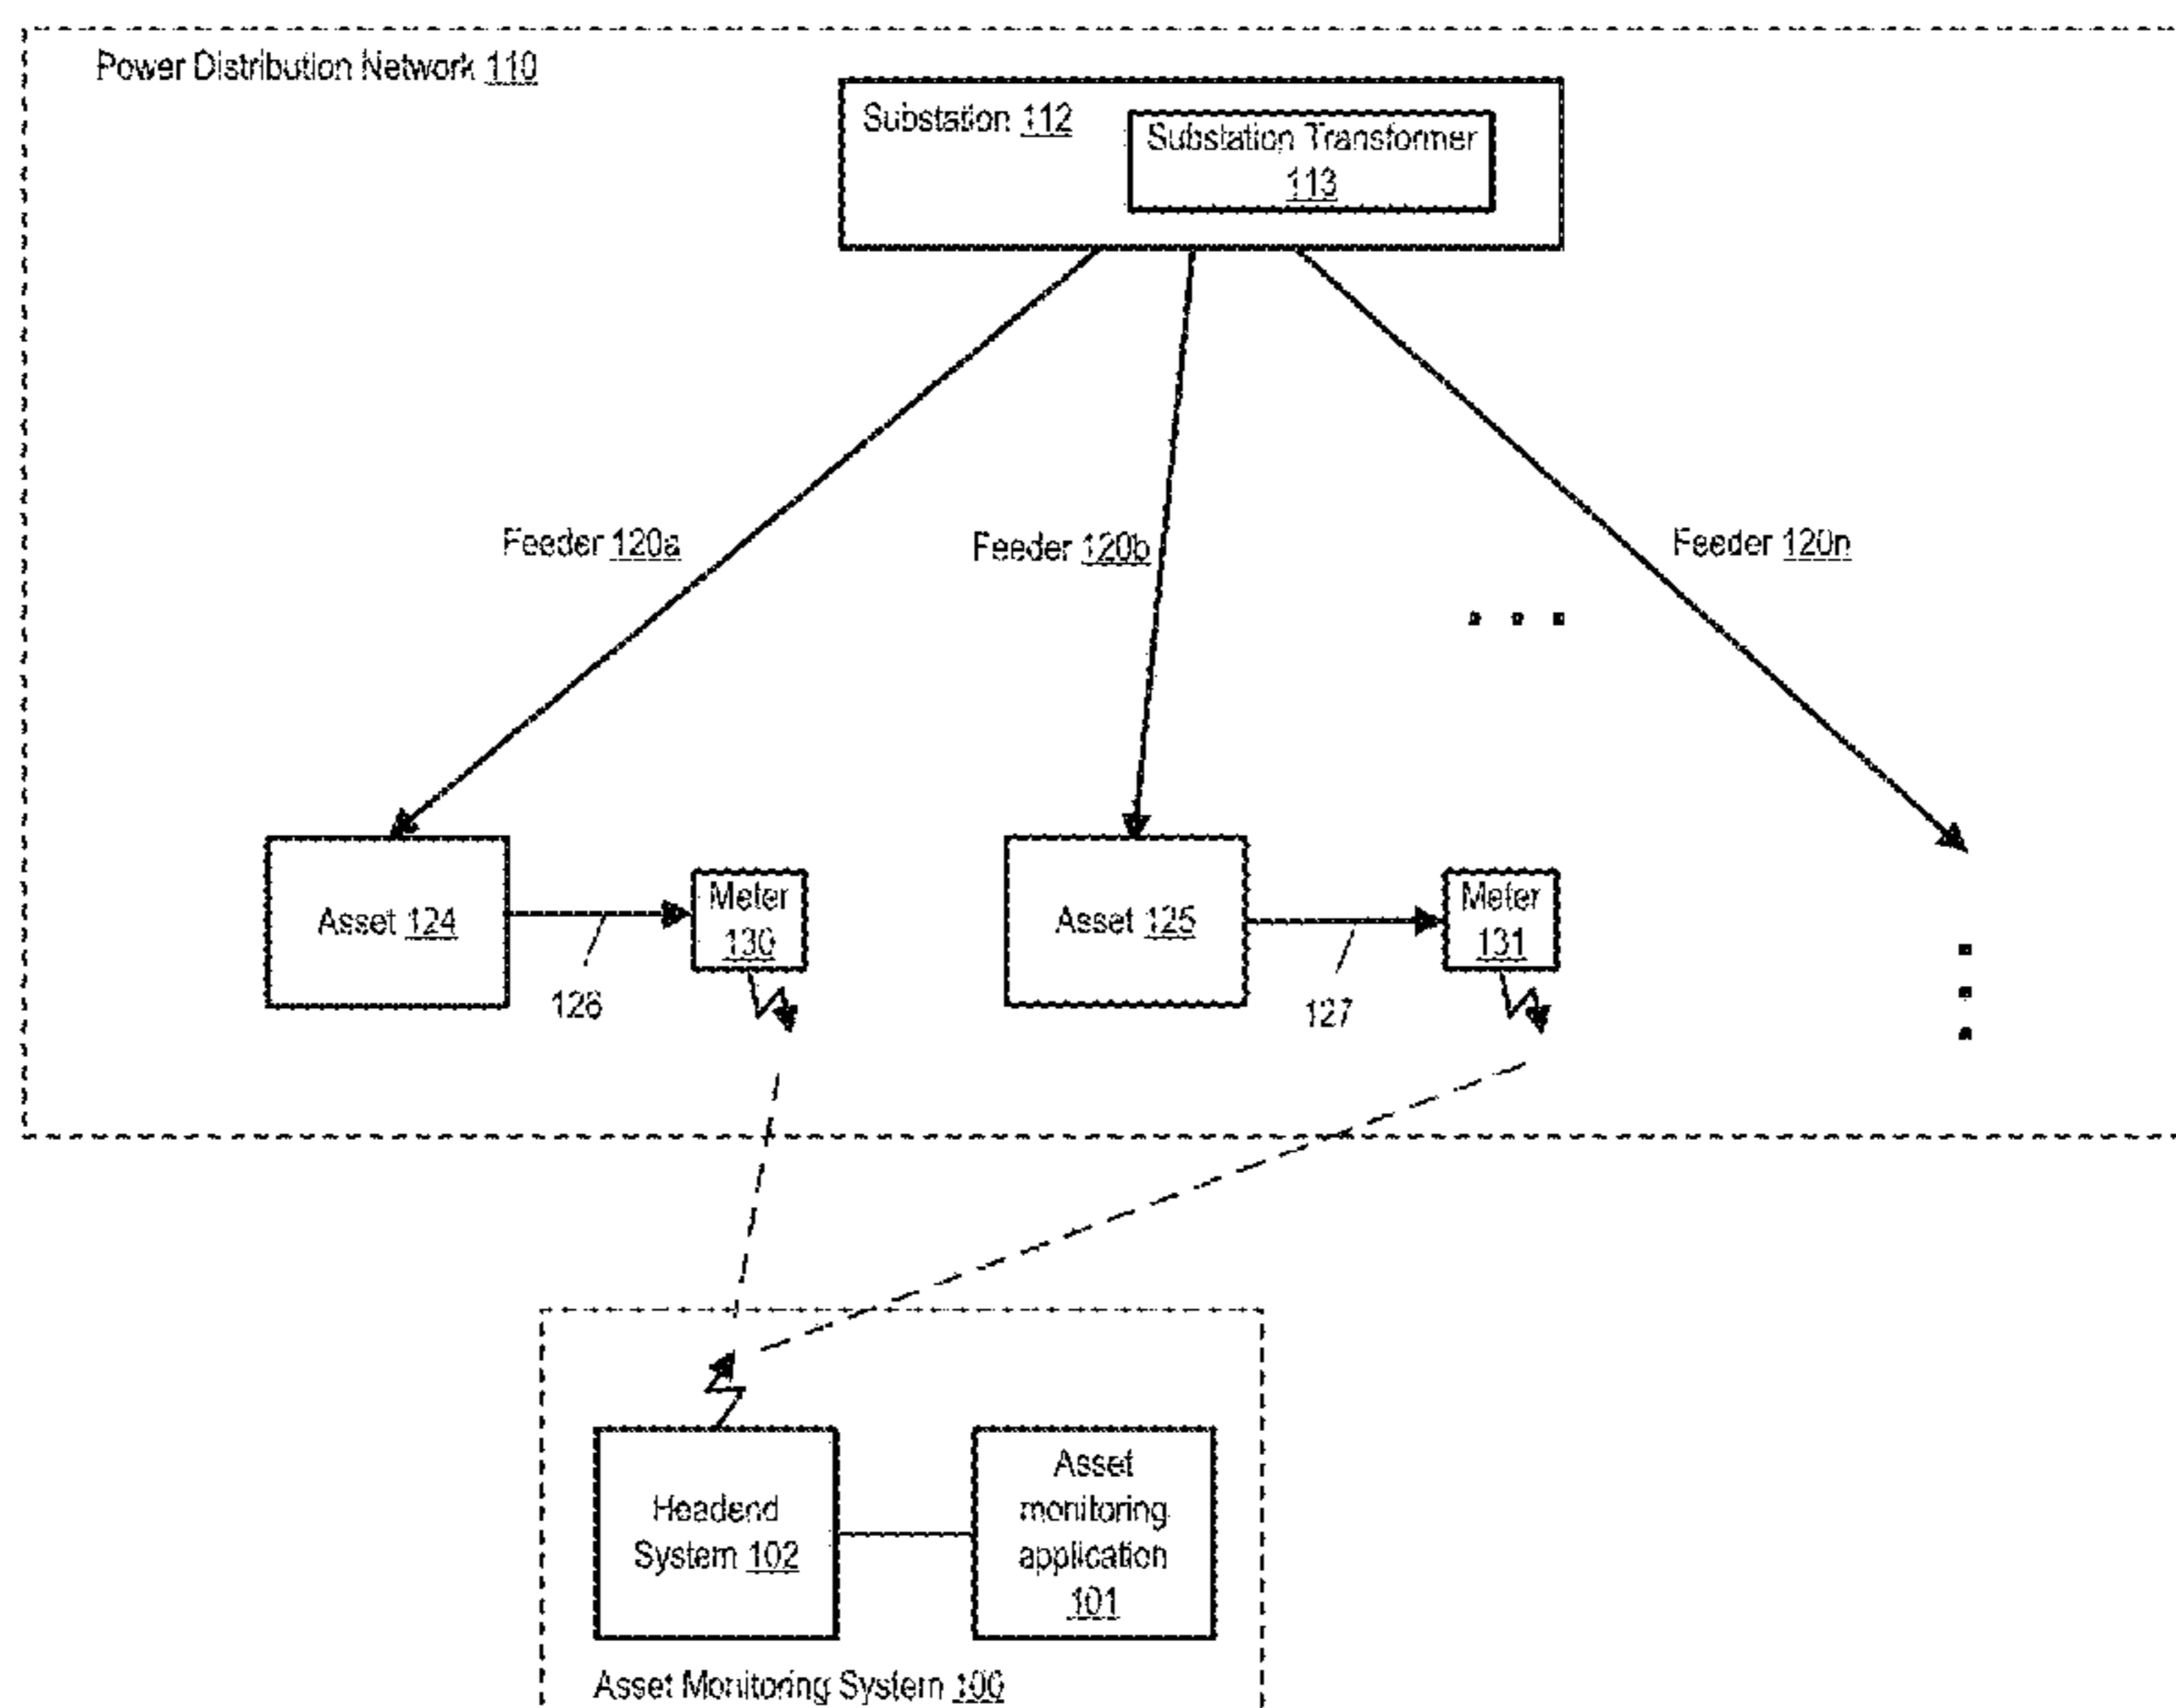 Power Distribution Network 110
Substation 112
Substation Transformer
113
Feeder 120a
Feeder 120b
Feeder 120n
. . .
Asset 124
Meter
130
126
Asset 125
Meter
131
127
Headend
System 102
Asset
monitoring
application
101
Asset Monitoring System 100